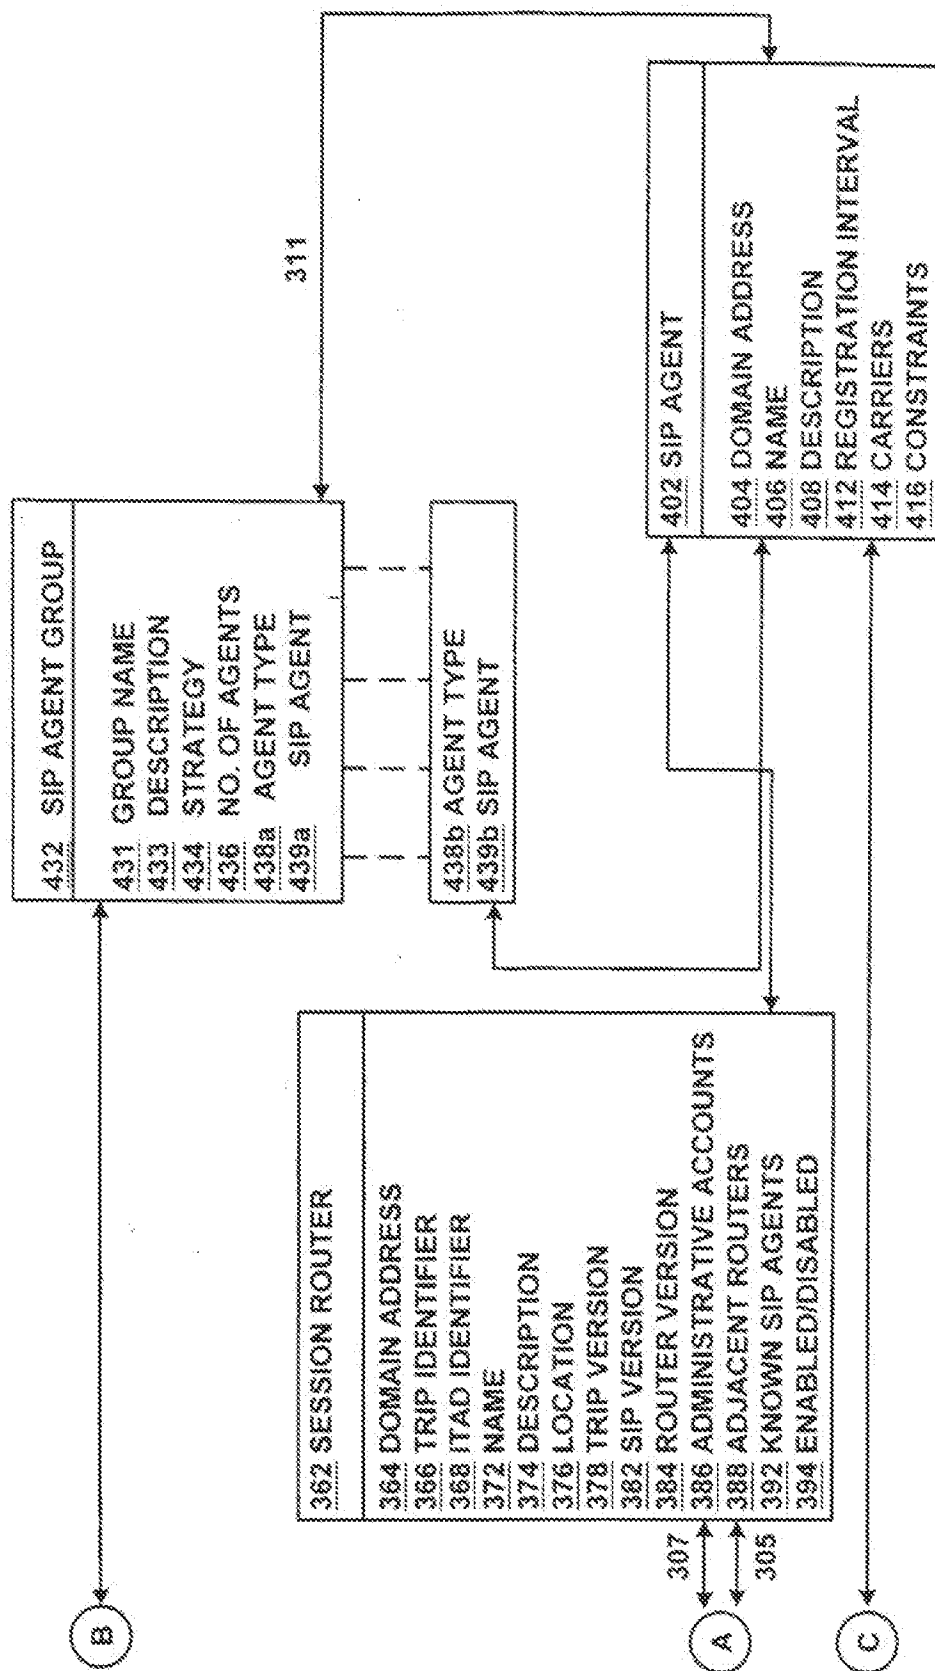 B
432 SIP AGENT GROUP
431 GROUP NAME
433 DESCRIPTION
434 STRATEGY
436 NO. OF AGENTS
438a AGENT TYPE
439a SIP AGENT
438b AGENT TYPE
439b SIP AGENT
311
362 SESSION ROUTER
364 DOMAIN ADDRESS
366 TRIP IDENTIFIER
368 ITAD IDENTIFIER
372 NAME
374 DESCRIPTION
376 LOCATION
378 TRIP VERSION
382 SIP VERSION
384 ROUTER VERSION
386 ADMINISTRATIVE ACCOUNTS
388 ADJACENT ROUTERS
392 KNOWN SIP AGENTS
394 ENABLED/DISABLED
307
A
305
402 SIP AGENT
404 DOMAIN ADDRESS
406 NAME
408 DESCRIPTION
412 REGISTRATION INTERVAL
414 CARRIERS
416 CONSTRAINTS
C